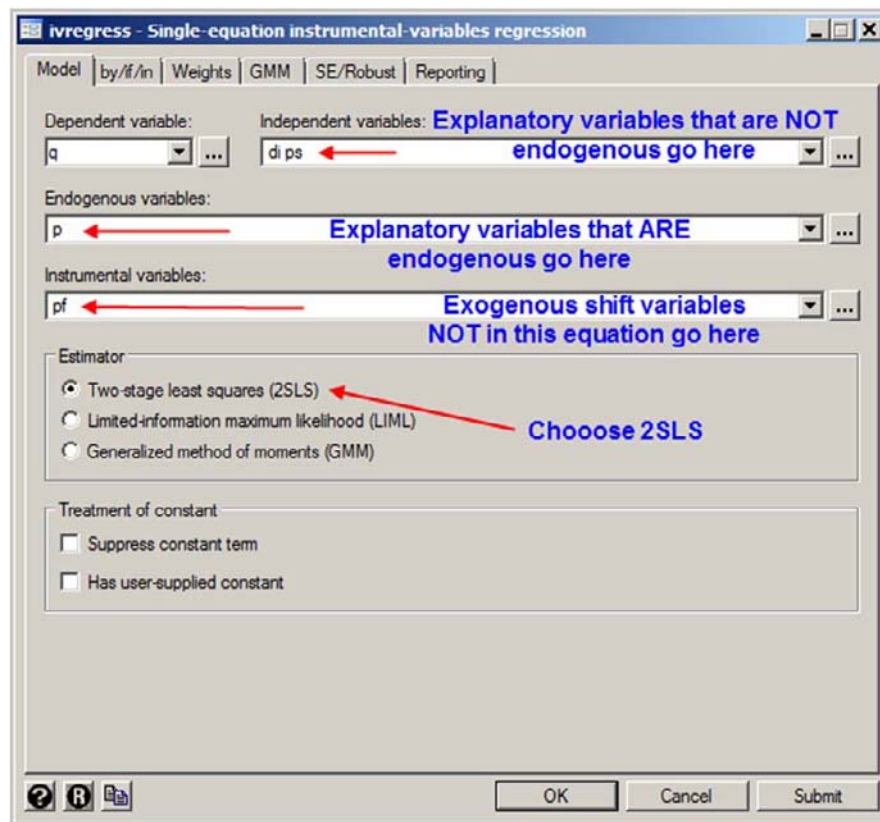 ivregress - Single-equation instrumental-variables regression
Model by/if/in Weights GMM SE/Robust Reporting
Dependent variable: Independent variables: Explanatory variables that are NOT
q ... di ps endogenous go here ...
Endogenous variables:
p Explanatory variables that ARE ...
endogenous go here
Instrumental variables:
pf Exogenous shift variables ...
NOT in this equation go here
Estimator
Two-stage least squares (2SLS)
Limited-information maximum likelihood (LIML)
Chooose 2SLS
Generalized method of moments (GMM)
Treatment of constant
Suppress constant term
Has user-supplied constant
? R OK Cancel Submit